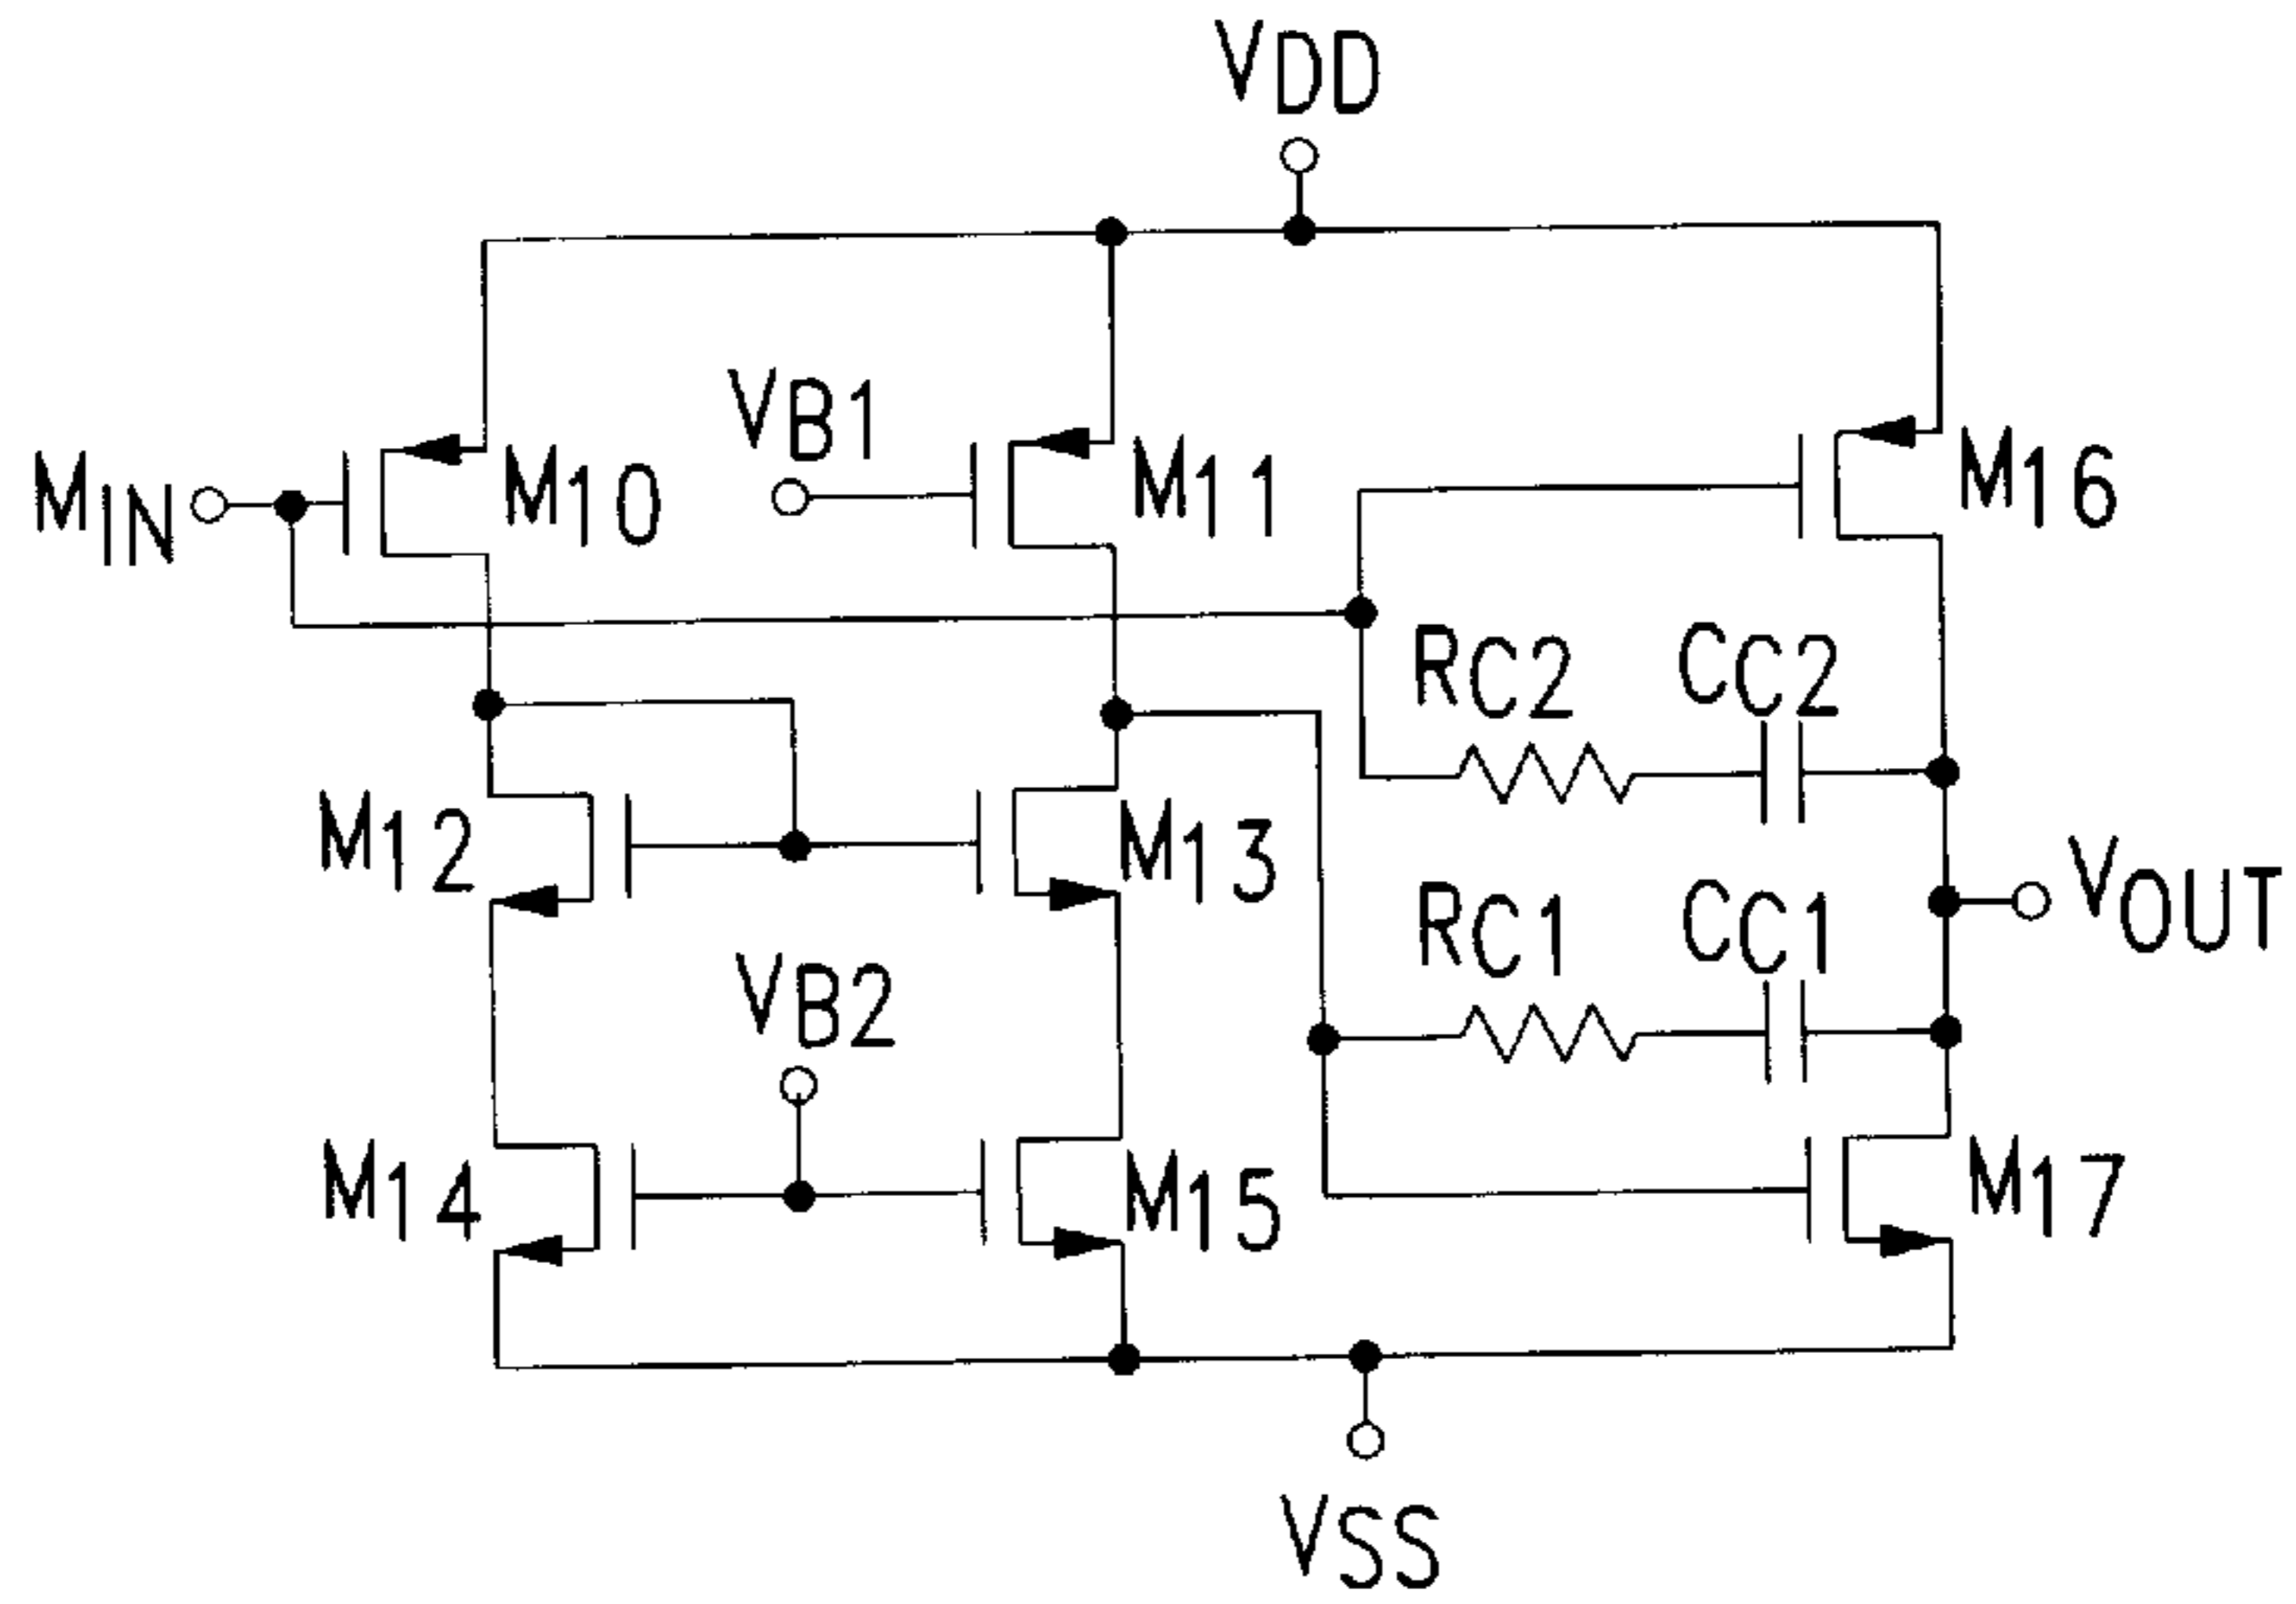 VDD
MIN
M10
VB1
M11
M16
RC2
CC2
M12
M13
VOUT
RC1
CC1
VB2
M14
M15
M17
VSS